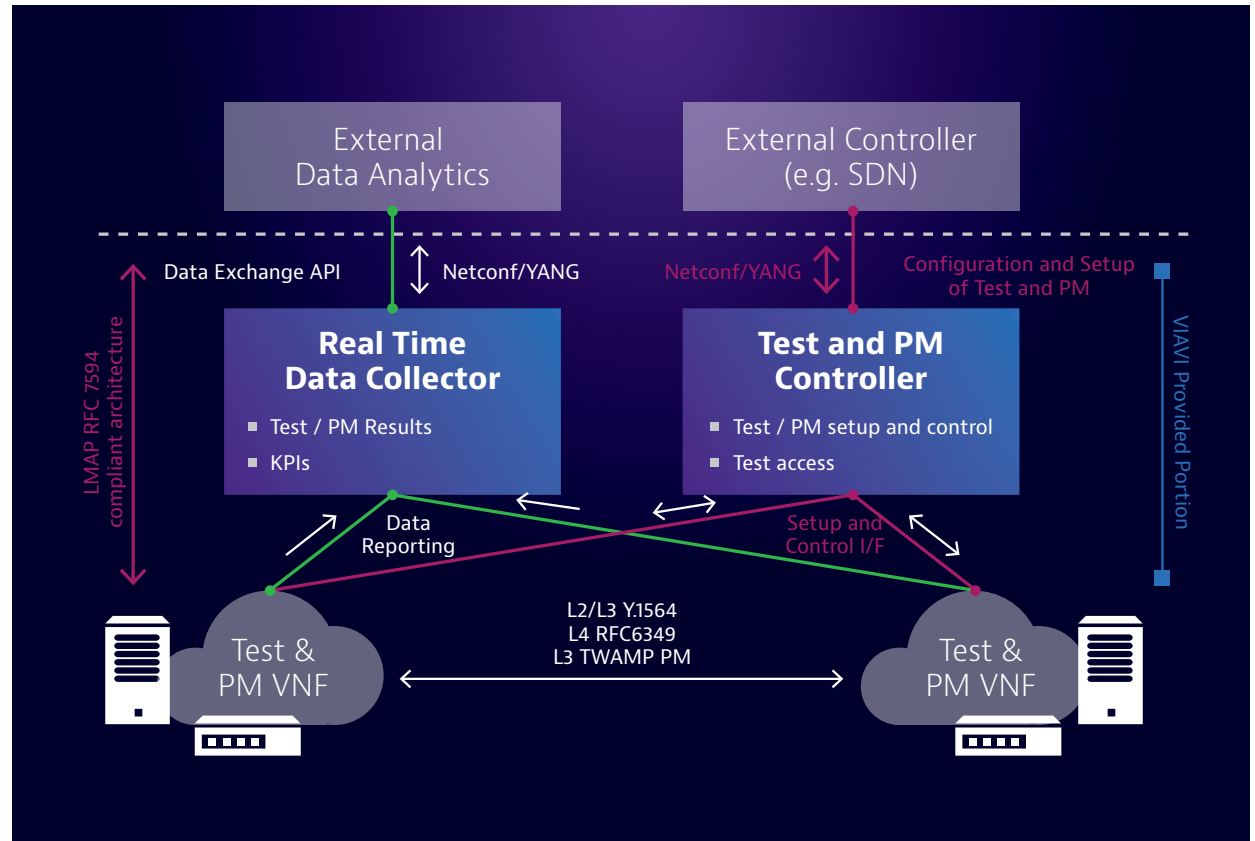 External
Data Analytics
External Controller
(e.g. SDN)
Data Exchange API
Netconf/YANG
Netconf/YANG
Configuration and Setup
of Test and PM
LMAP RFC 7594
compliant architecture
Real Time
Data Collector
Test / PM Results
KPIs
Test and PM
Controller
Test / PM setup and control
Test access
VIAVI Provided Portion
Data
Reporting
Setup and
Control I/F
L2/L3 Y.1564
L4 RFC6349
L3 TWAMP PM
Test &
PM VNF
Test &
PM VNF